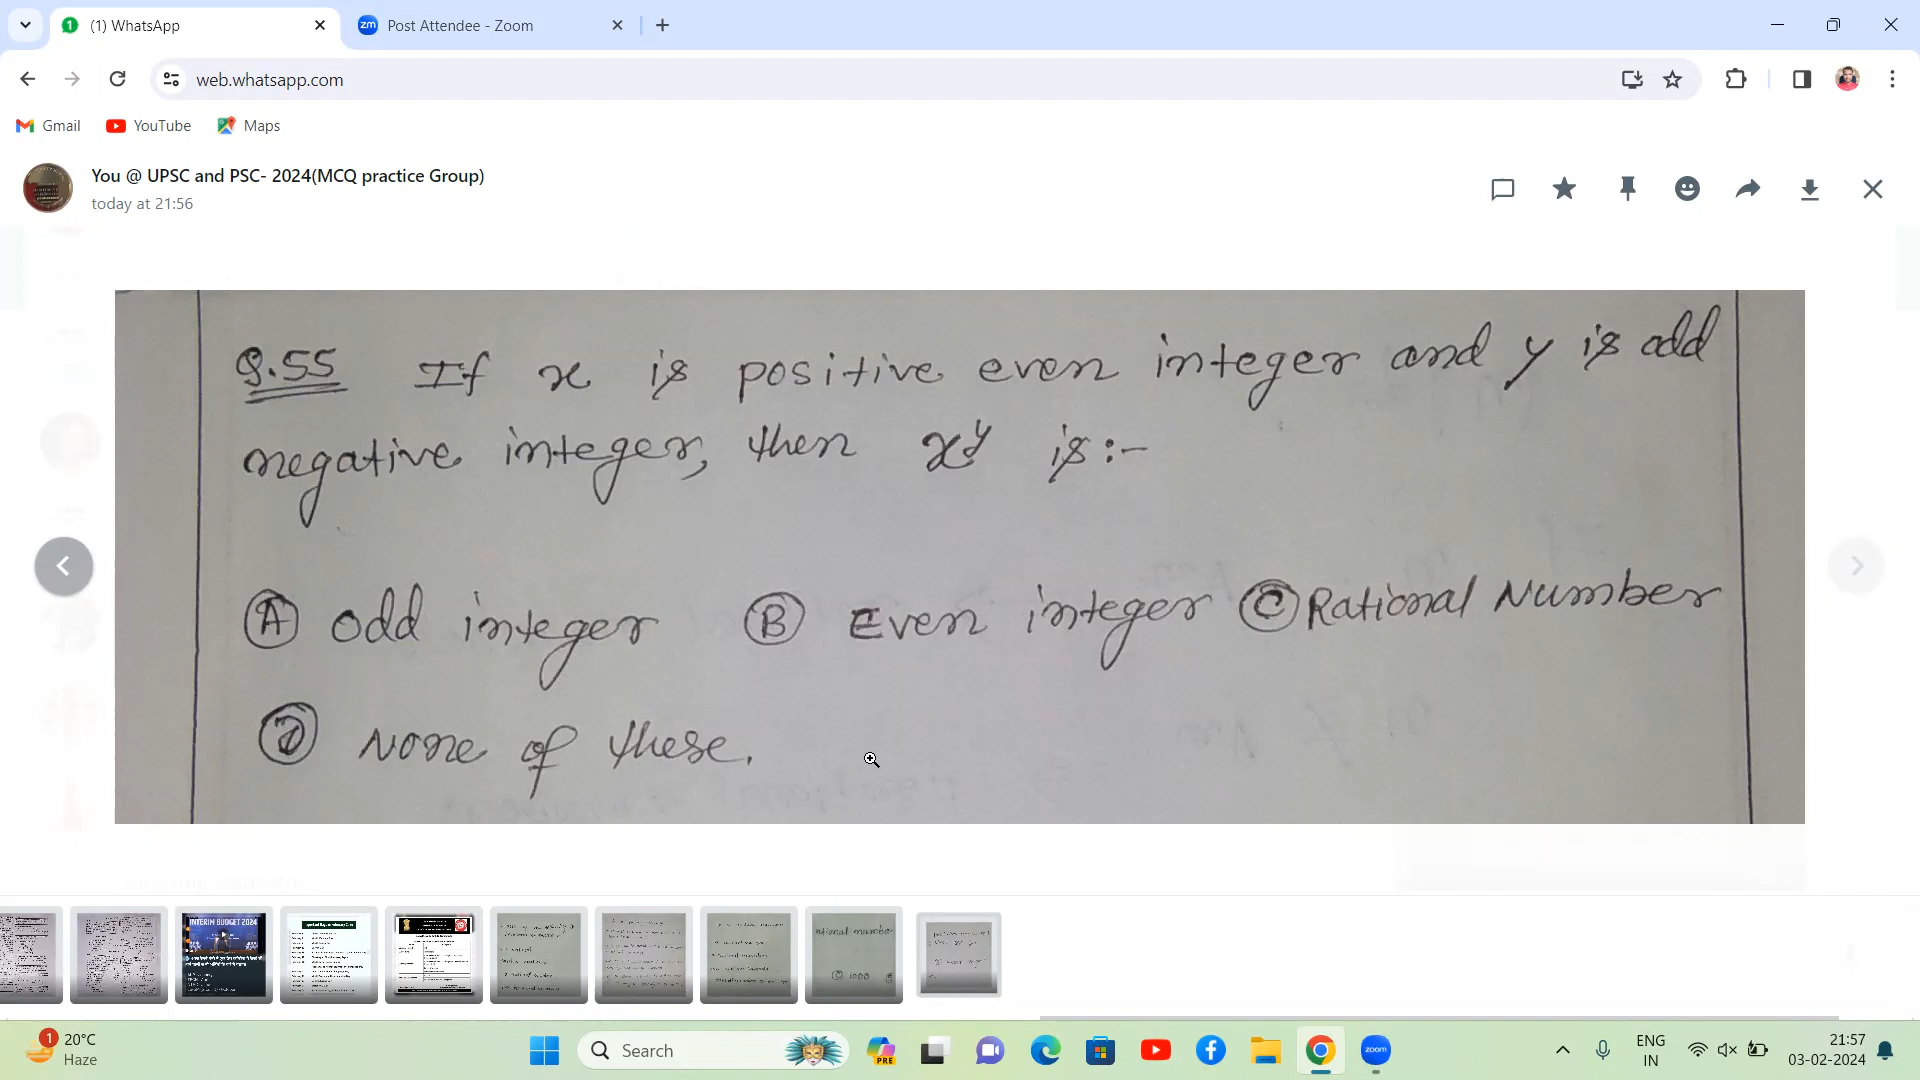 (1) WhatsApp
Post Attendee - Zoom
web.whatsapp.com
Gmail YouTube Maps
You @ UPSC and PSC- 2024(MCQ practice Group)
today at 21:56
Q.55 If x is positive even integer and y is odd
negative integer, then x^y is :-
(A) odd integer (B) Even integer (C) Rational Number
(D) None of these.
INTERIM BUDGET 2024
1000
20°C
Haze
Search
PRE
zoom
ENG
IN
21:57
03-02-2024